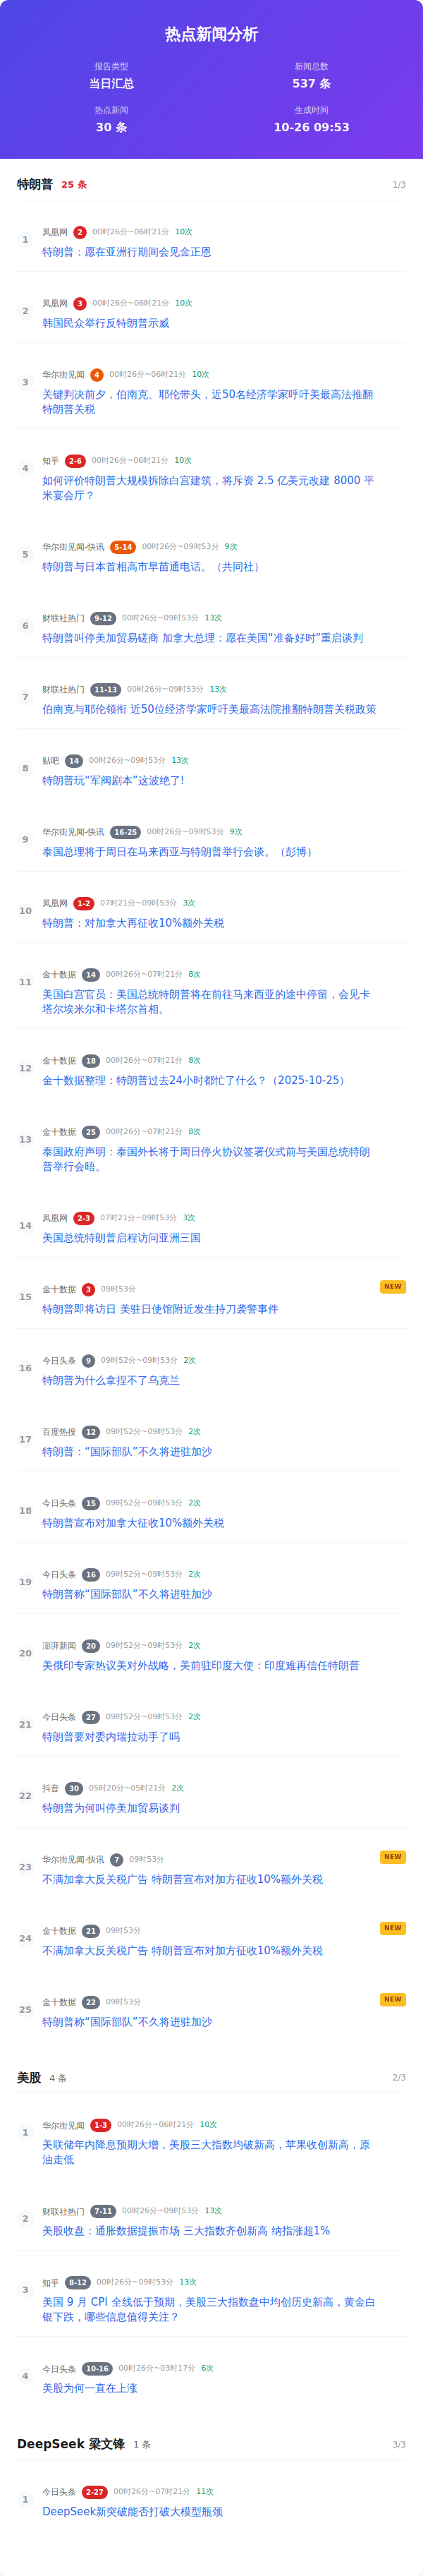 热点新闻分析
报告类型 新闻总数
当日汇总 537 条
热点新闻 生成时间
30 条 10-26 09:53
特朗普 25 条 1/3
1 凤凰网 2 00时26分~06时21分 10次
特朗普：愿在亚洲行期间会见金正恩
2 凤凰网 3 00时26分~06时21分 10次
韩国民众举行反特朗普示威
3 华尔街见闻 4 00时26分~06时21分 10次
关键判决前夕，伯南克、耶伦带头，近50名经济学家呼吁美最高法推翻
特朗普关税
4 知乎 2-6 00时26分~06时21分 10次
如何评价特朗普大规模拆除白宫建筑，将斥资 2.5 亿美元改建 8000 平
米宴会厅？
5 华尔街见闻-快讯 5-14 00时26分~09时53分 9次
特朗普与日本首相高市早苗通电话。（共同社）
6 财联社热门 9-12 00时26分~09时53分 13次
特朗普叫停美加贸易磋商 加拿大总理：愿在美国“准备好时”重启谈判
7 财联社热门 11-13 00时26分~09时53分 13次
伯南克与耶伦领衔 近50位经济学家呼吁美最高法院推翻特朗普关税政策
8 贴吧 14 00时26分~09时53分 13次
特朗普玩“军阀剧本”这波绝了!
9 华尔街见闻-快讯 16-25 00时26分~09时53分 9次
泰国总理将于周日在马来西亚与特朗普举行会谈。（彭博）
10 凤凰网 1-2 07时21分~09时53分 3次
特朗普：对加拿大再征收10%额外关税
11 金十数据 14 00时26分~07时21分 8次
美国白宫官员：美国总统特朗普将在前往马来西亚的途中停留，会见卡
塔尔埃米尔和卡塔尔首相。
12 金十数据 18 00时26分~07时21分 8次
金十数据整理：特朗普过去24小时都忙了什么？（2025-10-25）
13 金十数据 25 00时26分~07时21分 8次
泰国政府声明：泰国外长将于周日停火协议签署仪式前与美国总统特朗
普举行会晤。
14 凤凰网 2-3 07时21分~09时53分 3次
美国总统特朗普启程访问亚洲三国
15 金十数据 3 09时53分 NEW
特朗普即将访日 美驻日使馆附近发生持刀袭警事件
16 今日头条 9 09时52分~09时53分 2次
特朗普为什么拿捏不了乌克兰
17 百度热搜 12 09时52分~09时53分 2次
特朗普：“国际部队”不久将进驻加沙
18 今日头条 15 09时52分~09时53分 2次
特朗普宣布对加拿大征收10%额外关税
19 今日头条 16 09时52分~09时53分 2次
特朗普称“国际部队”不久将进驻加沙
20 澎湃新闻 20 09时52分~09时53分 2次
美俄印专家热议美对外战略，美前驻印度大使：印度难再信任特朗普
21 今日头条 27 09时52分~09时53分 2次
特朗普要对委内瑞拉动手了吗
22 抖音 30 05时20分~05时21分 2次
特朗普为何叫停美加贸易谈判
23 华尔街见闻-快讯 7 09时53分 NEW
不满加拿大反关税广告 特朗普宣布对加方征收10%额外关税
24 金十数据 21 09时53分 NEW
不满加拿大反关税广告 特朗普宣布对加方征收10%额外关税
25 金十数据 22 09时53分 NEW
特朗普称“国际部队”不久将进驻加沙
美股 4 条 2/3
1 华尔街见闻 1-3 00时26分~06时21分 10次
美联储年内降息预期大增，美股三大指数均破新高，苹果收创新高，原
油走低
2 财联社热门 7-11 00时26分~09时53分 13次
美股收盘：通胀数据提振市场 三大指数齐创新高 纳指涨超1%
3 知乎 8-12 00时26分~09时53分 13次
美国 9 月 CPI 全线低于预期，美股三大指数盘中均创历史新高，黄金白
银下跌，哪些信息值得关注？
4 今日头条 10-16 00时26分~03时17分 6次
美股为何一直在上涨
DeepSeek 梁文锋 1 条 3/3
1 今日头条 2-27 00时26分~07时21分 11次
DeepSeek新突破能否打破大模型瓶颈